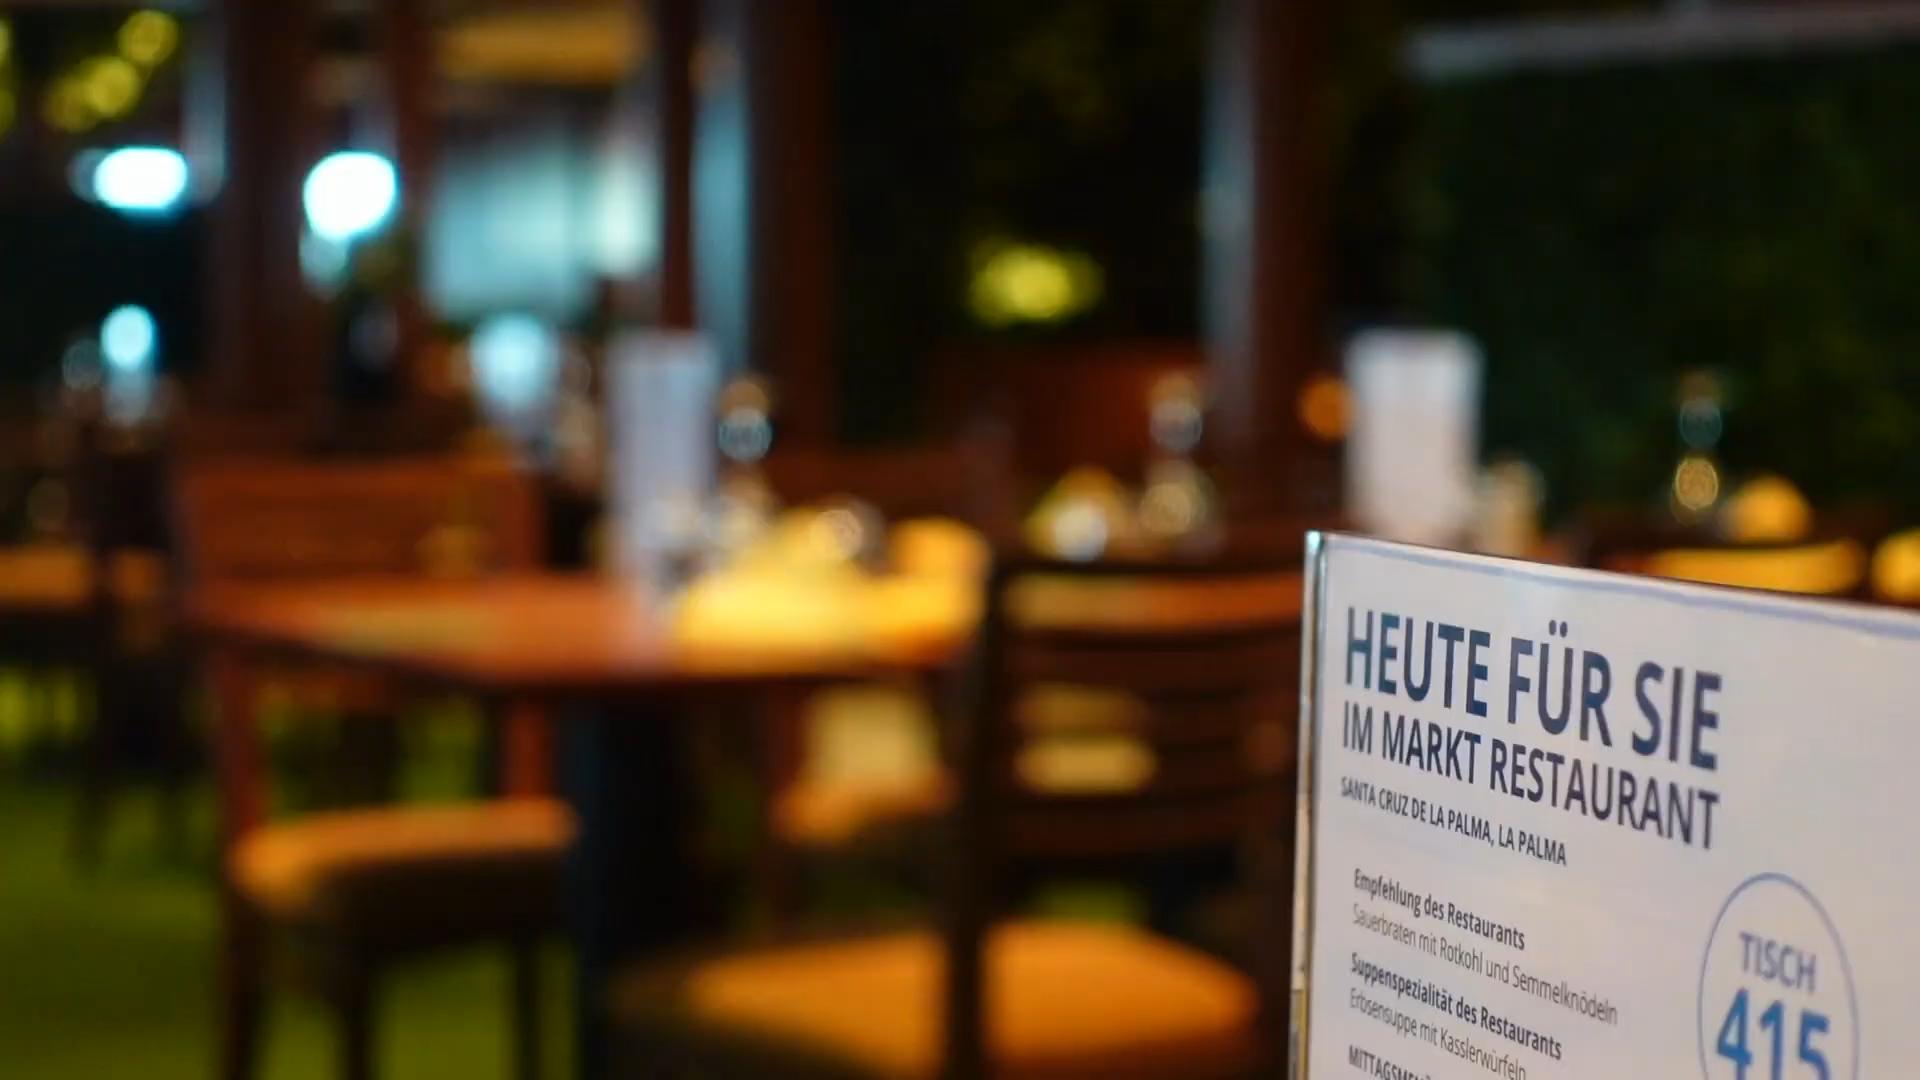 HEUTE FÜR SIE
IM MARKT RESTAURANT
SANTA CRUZ DE LA PALMA, LA PALMA
Empfehlung des Restaurants
Sauerbraten mit Rotkohl und Semmelknödeln
Suppenspezialität des Restaurants
Erbsensuppe mit Kasslerwürfeln
TISCH
415